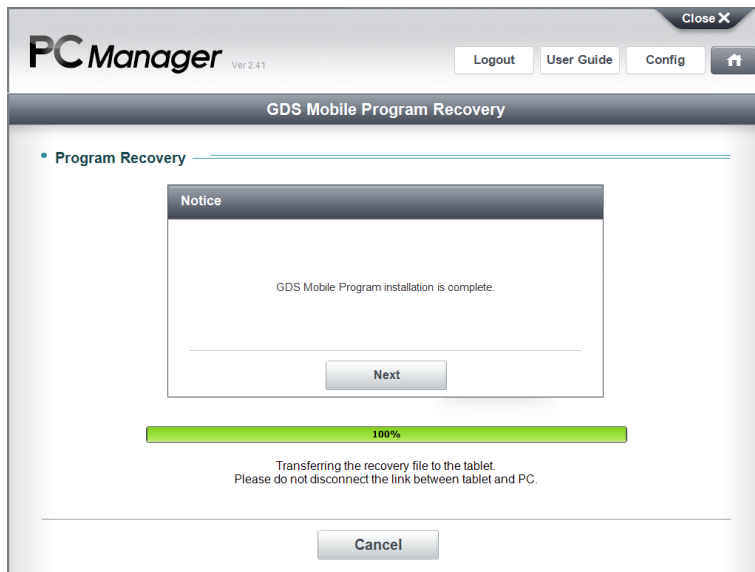 Close X
PC Manager Ver 2.41
Logout User Guide Config
GDS Mobile Program Recovery
Program Recovery
Notice
GDS Mobile Program installation is complete.
Next
100%
Transferring the recovery file to the tablet.
Please do not disconnect the link between tablet and PC.
Cancel